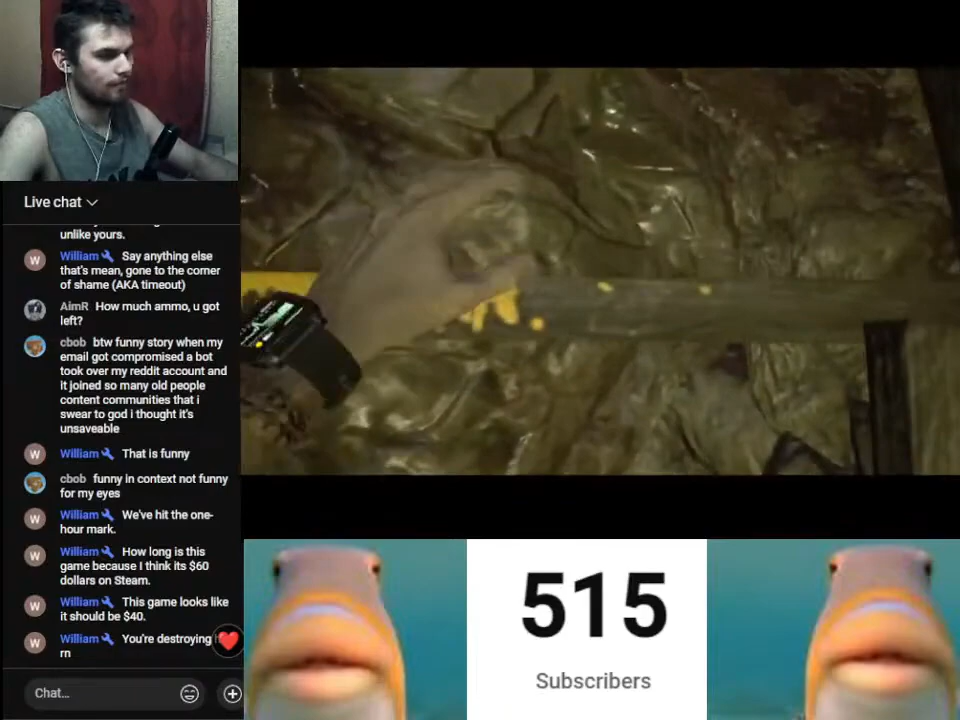 Live chat
unlike yours.
William Say anything else
that's mean, gone to the corner
of shame (AKA timeout)
AimR How much ammo, u got
left?
cbob btw funny story when my
email got compromised a bot
took over my reddit account and
it joined so many old people
content communities that i
swear to god i thought it's
unsaveable
William That is funny
cbob funny in context not funny
for my eyes
William We've hit the one-
hour mark.
William How long is this
game because I think its $60
dollars on Steam.
William This game looks like
it should be $40.
William You're destroying
rn
Chat...
515
Subscribers